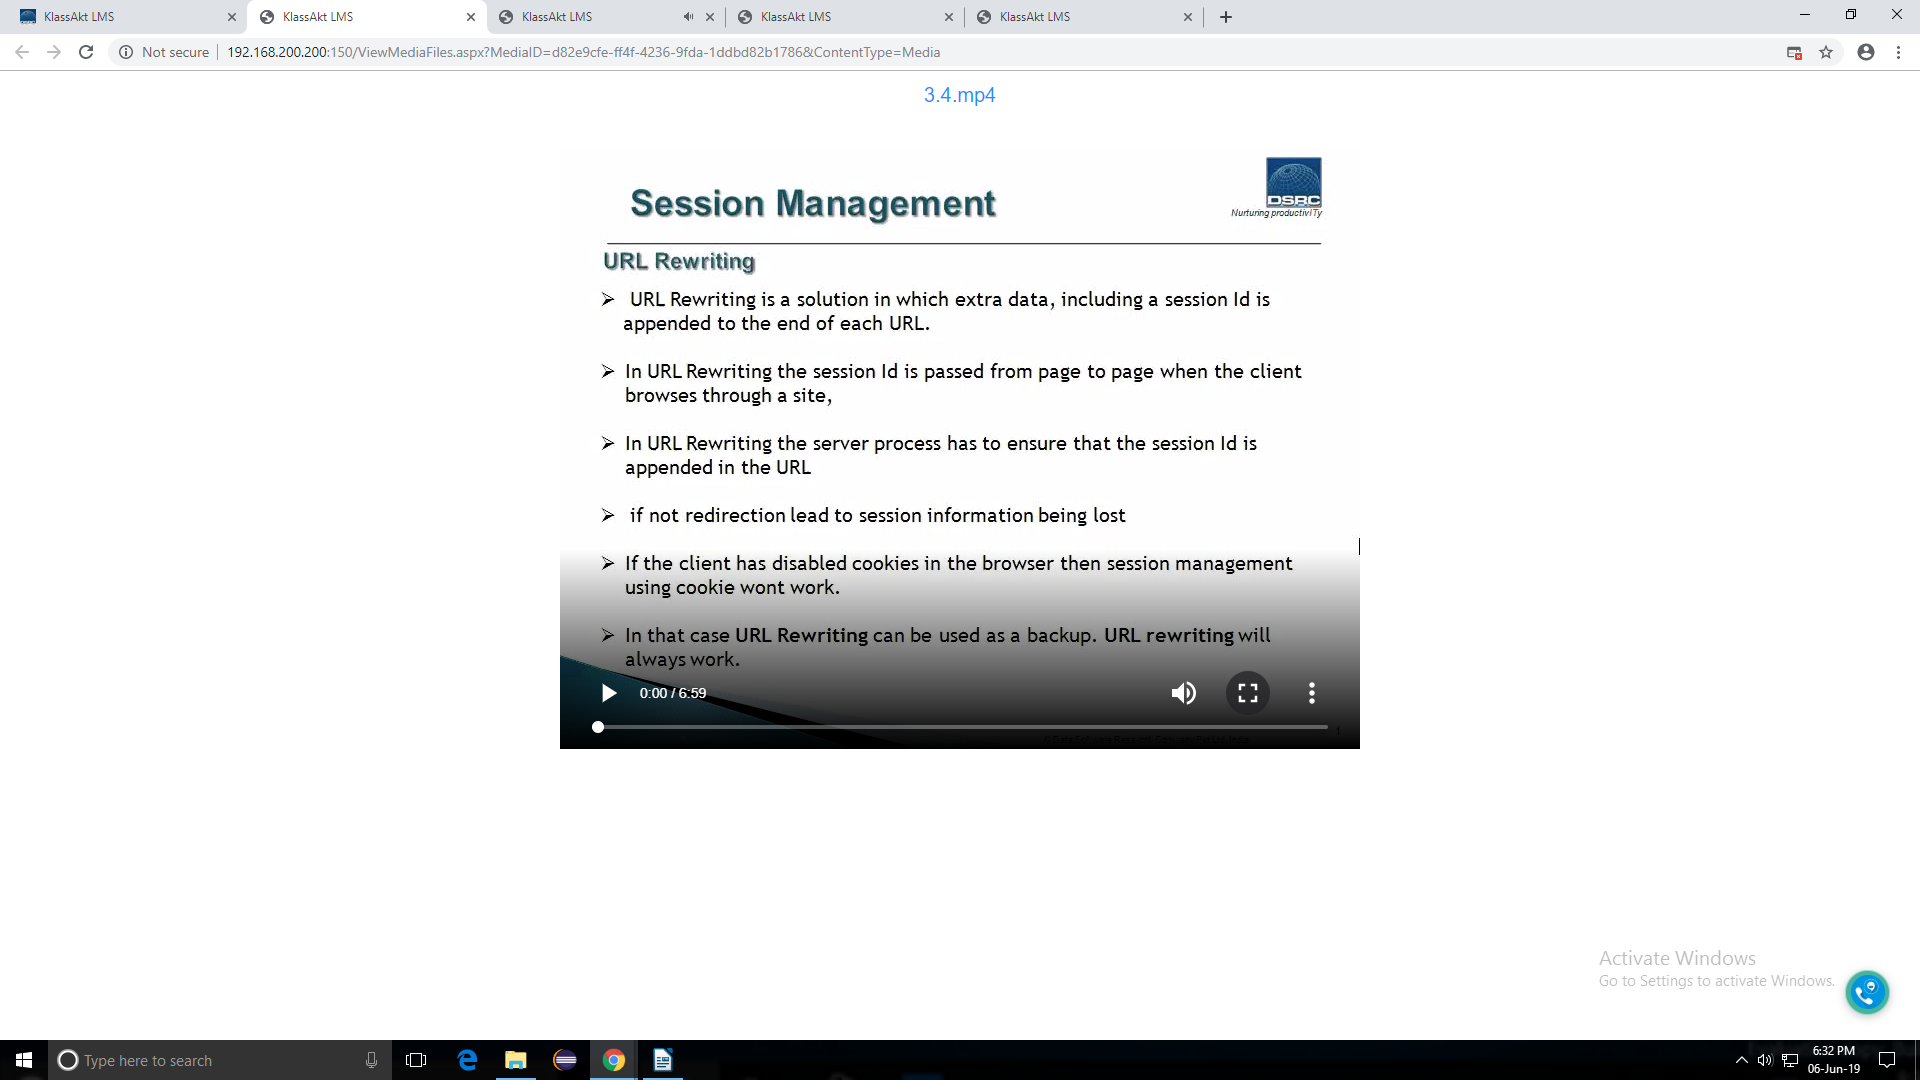 KlassAkt LMS
KlassAkt LMS
KlassAkt LMS
KlassAkt LMS
KlassAkt LMS
Not secure
192.168.200.200:150/ViewMediaFiles.aspx?MediaID=d82e9cfe-ff4f-4236-9fda-1ddbd82b1786&ContentType=Media
3.4.mp4
DSRC
Nurturing productivITy
Session Management
URL Rewriting
➢ URL Rewriting is a solution in which extra data, including a session Id is
appended to the end of each URL.
➢ In URL Rewriting the session Id is passed from page to page when the client
browses through a site,
➢ In URL Rewriting the server process has to ensure that the session Id is
appended in the URL
➢ if not redirection lead to session information being lost
➢ If the client has disabled cookies in the browser then session management
using cookie wont work.
➢ In that case URL Rewriting can be used as a backup. URL rewriting will
always work.
0:00 / 6:59
1
Activate Windows
Go to Settings to activate Windows.
Type here to search
6:32 PM
06-Jun-19